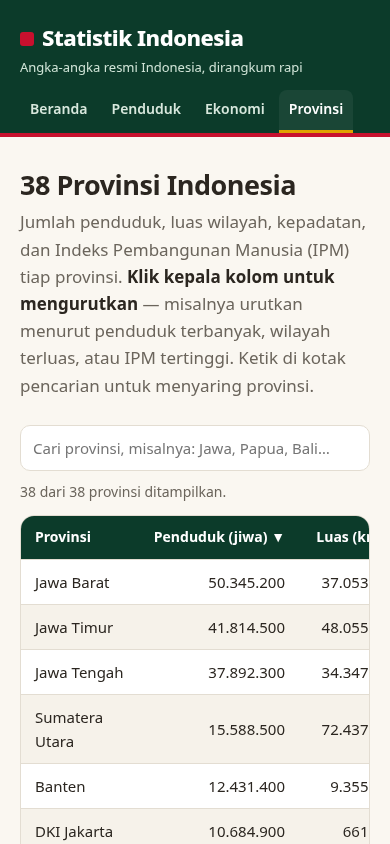 Statistik Indonesia
Angka-angka resmi Indonesia, dirangkum rapi
Beranda Penduduk Ekonomi Provinsi
38 Provinsi Indonesia
Jumlah penduduk, luas wilayah, kepadatan,
dan Indeks Pembangunan Manusia (IPM)
tiap provinsi. Klik kepala kolom untuk
mengurutkan — misalnya urutkan
menurut penduduk terbanyak, wilayah
terluas, atau IPM tertinggi. Ketik di kotak
pencarian untuk menyaring provinsi.
Cari provinsi, misalnya: Jawa, Papua, Bali...
38 dari 38 provinsi ditampilkan.
Provinsi Penduduk (jiwa) ▼ Luas
Jawa Barat 50.345.200 37.053
Jawa Timur 41.814.500 48.055
Jawa Tengah 37.892.300 34.347
Sumatera
Utara 15.588.500 72.437
Banten 12.431.400 9.355
DKI Jakarta 10.684.900 661